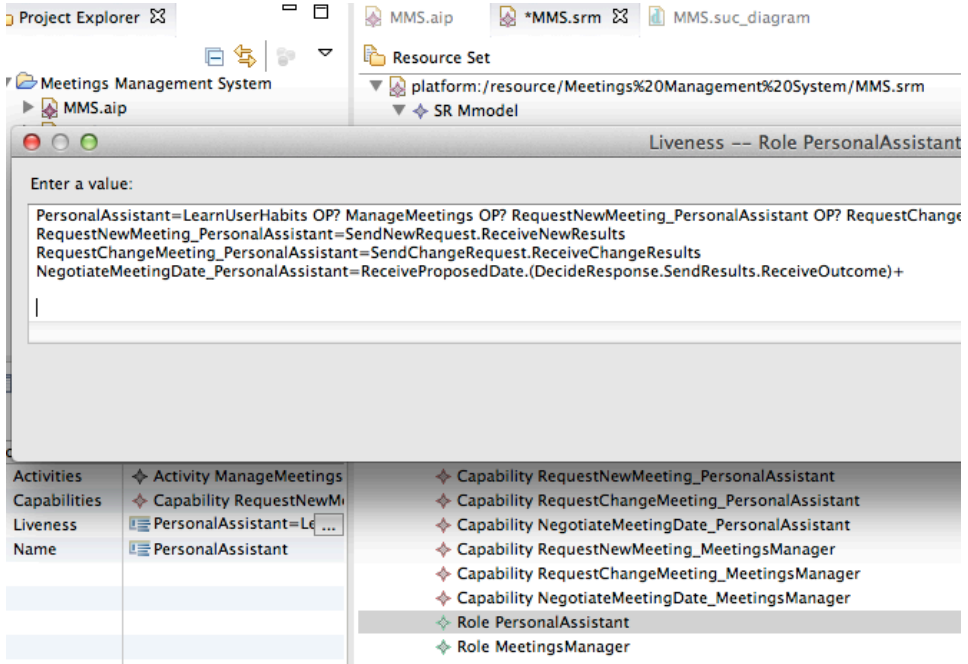 Project Explorer
MMS.aip
*MMS.srm
MMS.suc_diagram
Resource Set
Meetings Management System
MMS.aip
platform:/resource/Meetings%20Management%20System/MMS.srm
SR Mmodel
Liveness -- Role PersonalAssistant
Enter a value:
PersonalAssistant=LearnUserHabits OP? ManageMeetings OP? RequestNewMeeting_PersonalAssistant OP? RequestChange
RequestNewMeeting_PersonalAssistant=SendNewRequest.ReceiveNewResults
RequestChangeMeeting_PersonalAssistant=SendChangeRequest.ReceiveChangeResults
NegotiateMeetingDate_PersonalAssistant=ReceiveProposedDate.(DecideResponse.SendResults.ReceiveOutcome)+
Activities
Activity ManageMeetings
Capabilities
Capability RequestNewM
Liveness
PersonalAssistant=Le ...
Name
PersonalAssistant
Capability RequestNewMeeting_PersonalAssistant
Capability RequestChangeMeeting_PersonalAssistant
Capability NegotiateMeetingDate_PersonalAssistant
Capability RequestNewMeeting_MeetingsManager
Capability RequestChangeMeeting_MeetingsManager
Capability NegotiateMeetingDate_MeetingsManager
Role PersonalAssistant
Role MeetingsManager